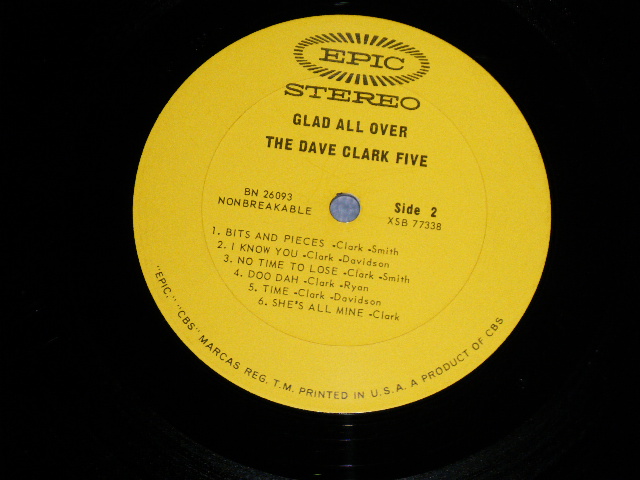 EPIC
STEREO
GLAD ALL OVER
THE DAVE CLARK FIVE
BN 26093
NONBREAKABLE
Side 2
XSB 77338
1. BITS AND PIECES -Clark -Smith
2. I KNOW YOU -Clark -Davidson
3. NO TIME TO LOSE -Clark -Smith
4. DOO DAH -Clark -Ryan
5. TIME -Clark -Davidson
6. SHE'S ALL MINE -Clark
"EPIC," "CBS" MARCAS REG. T.M. PRINTED IN U.S.A. A PRODUCT OF CBS